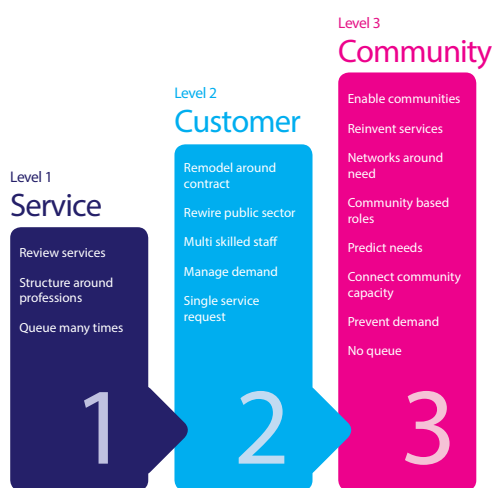 Level 1
Service
Review services
Structure around
professions
Queue many times
1
Level 2
Customer
Remodel around
contract
Rewire public sector
Multi skilled staff
Manage demand
Single service
request
2
Level 3
Community
Enable communities
Reinvent services
Networks around
need
Community based
roles
Predict needs
Connect community
capacity
Prevent demand
No queue
3